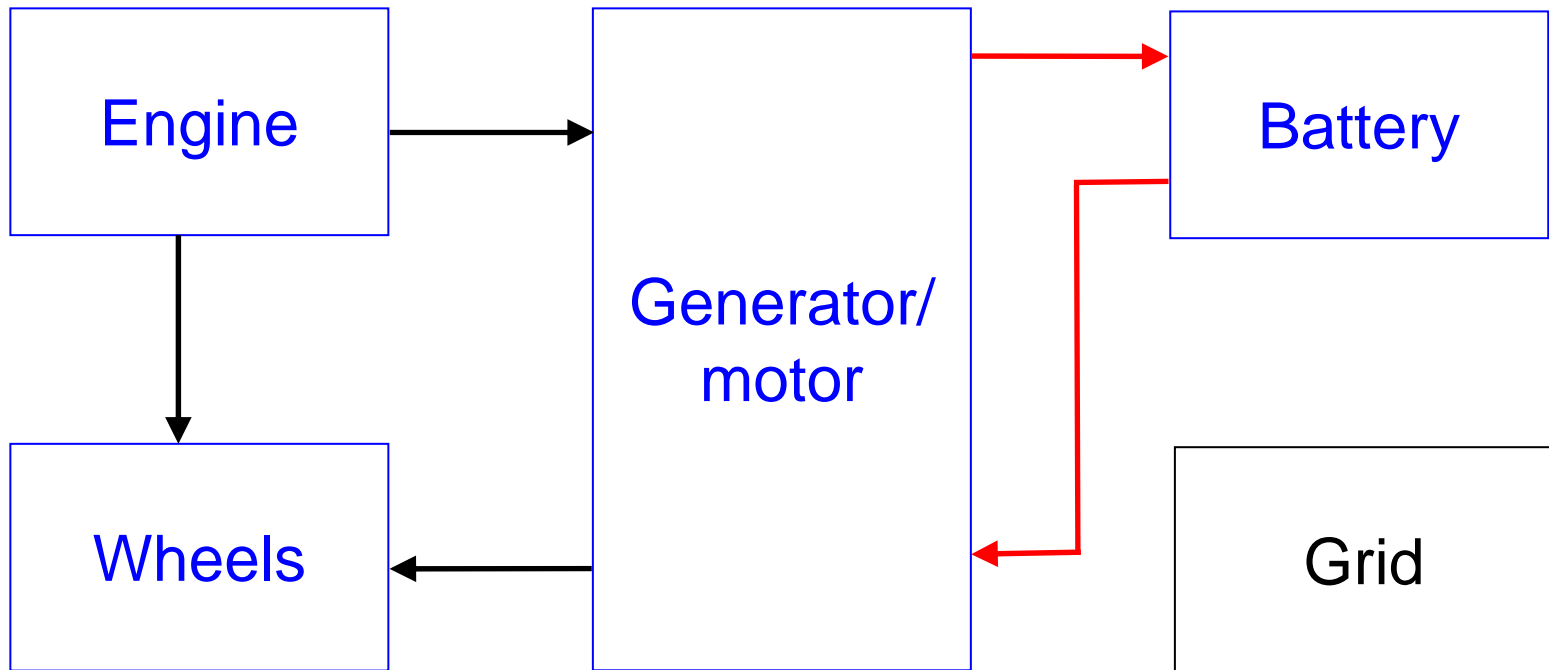 Engine
Generator/
motor
Battery
Wheels
Grid